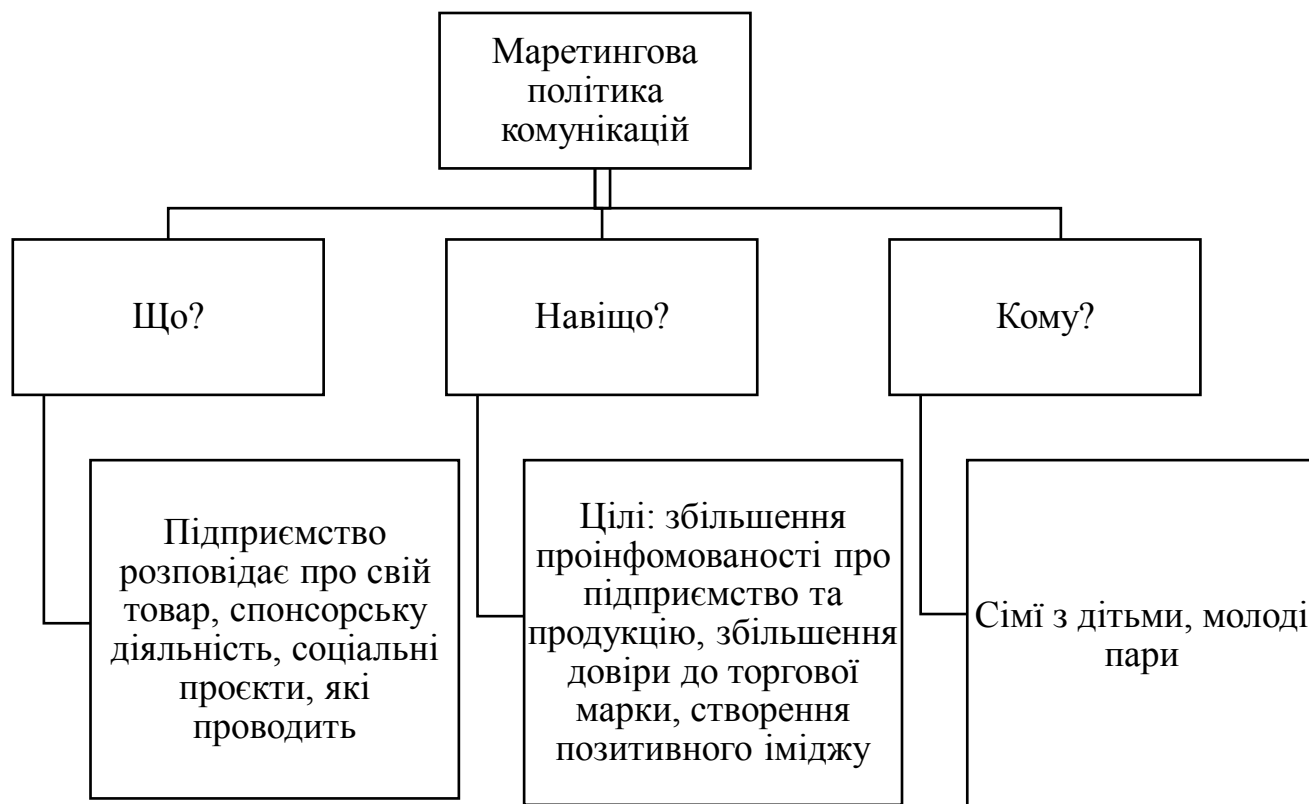 Маретингова
політика
комунікацій
Що?
Навіщо?
Кому?
Підприємство
розповідає про свій
товар, спонсорську
діяльність, соціальні
проєкти, які
проводить
Цілі: збільшення
проінфомованості про
підприємство та
продукцію, збільшення
довіри до торгової
марки, створення
позитивного іміджу
Сімї з дітьми, молоді
пари